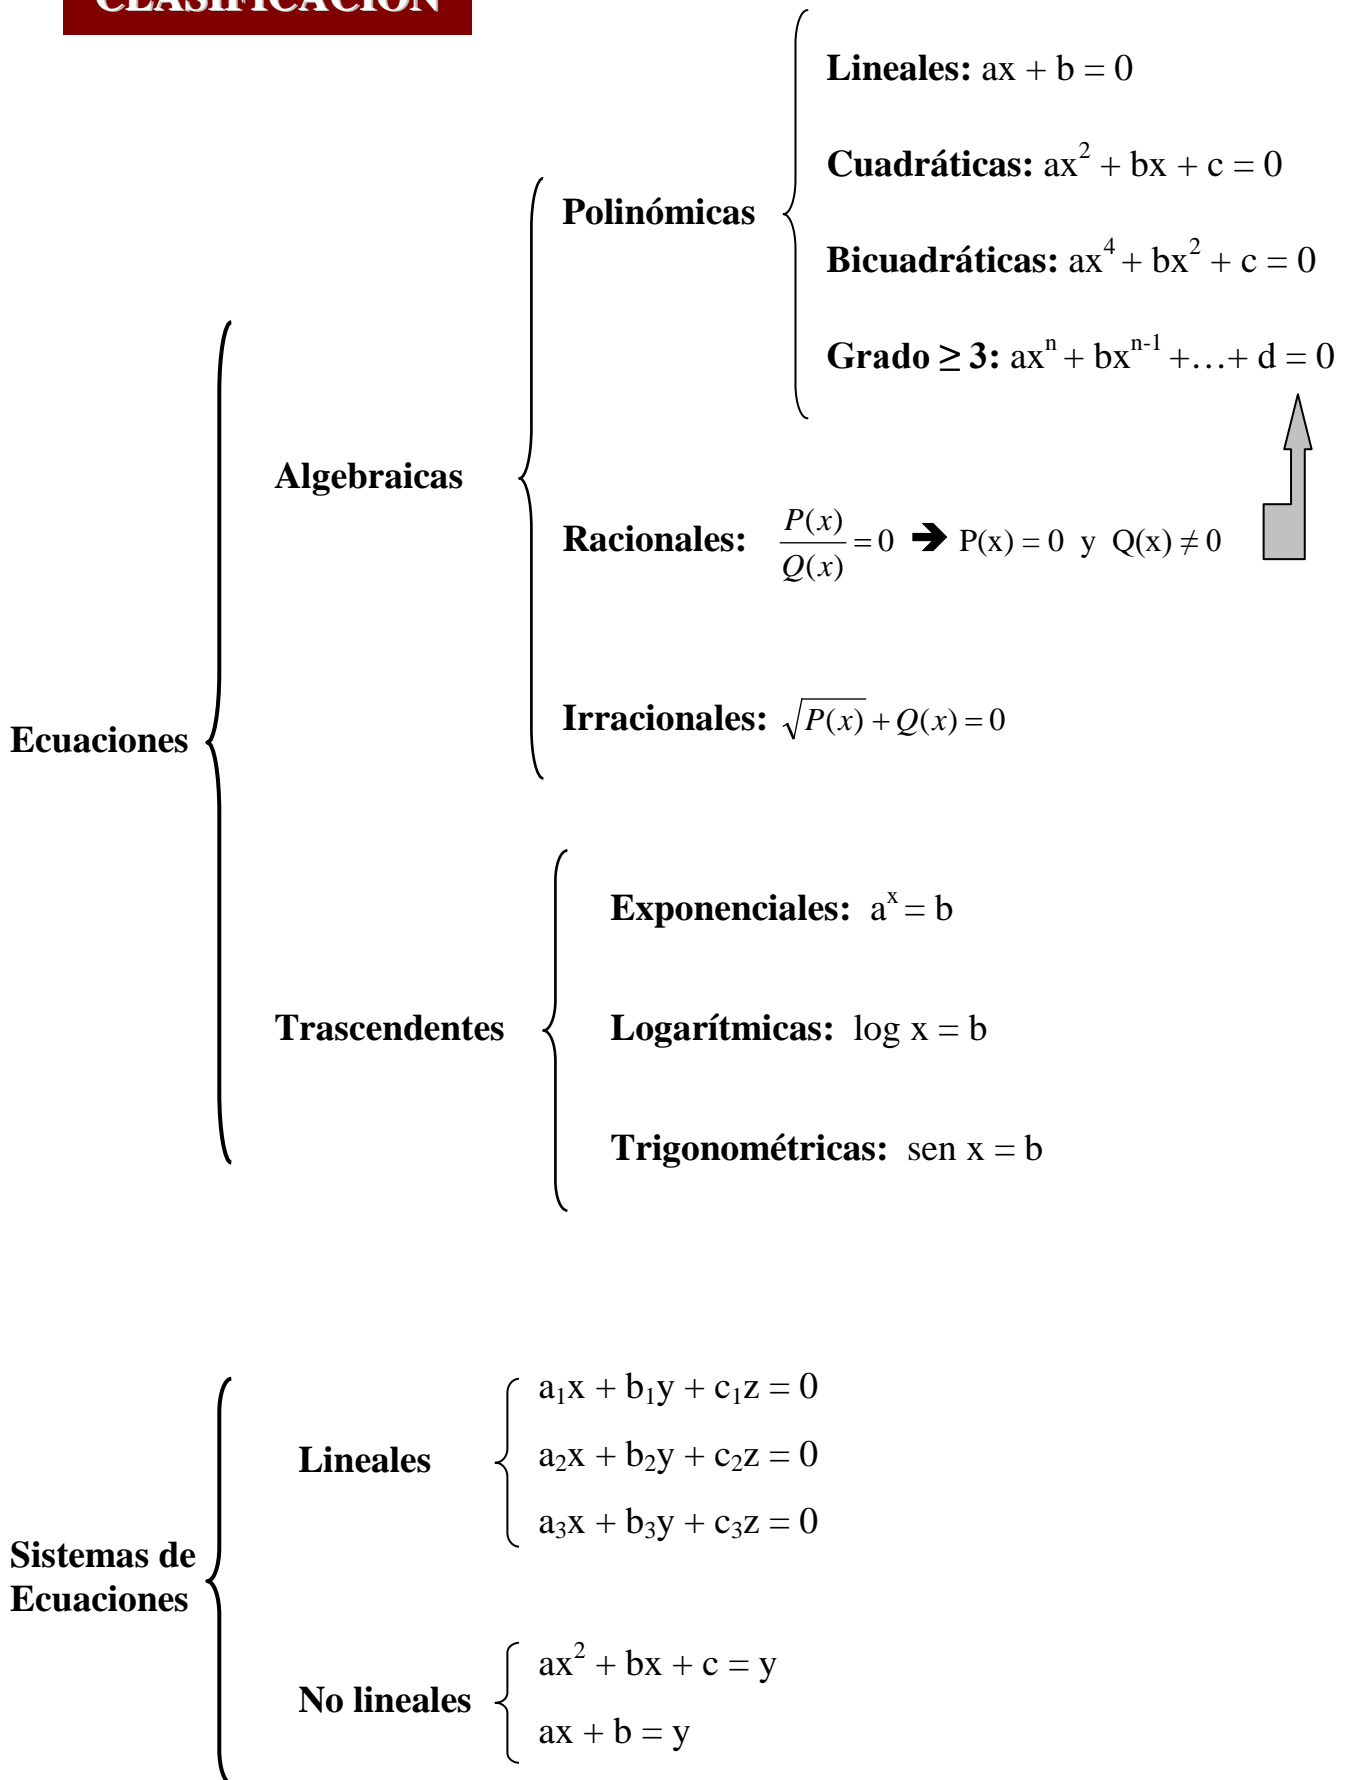 CLASIFICACIÓN
Lineales: ax + b = 0
Cuadráticas: ax² + bx + c = 0
Polinómicas
Bicuadráticas: ax⁴ + bx² + c = 0
Grado ≥ 3: axⁿ + bxⁿ⁻¹ +…+ d = 0
Algebraicas
Racionales: P(x)/Q(x) = 0 ➔ P(x) = 0 y Q(x) ≠ 0
Irracionales: √P(x) + Q(x) = 0
Ecuaciones
Exponenciales: aˣ = b
Trascendentes
Logarítmicas: log x = b
Trigonométricas: sen x = b
a₁x + b₁y + c₁z = 0
Lineales
a₂x + b₂y + c₂z = 0
a₃x + b₃y + c₃z = 0
Sistemas de
Ecuaciones
ax² + bx + c = y
No lineales
ax + b = y